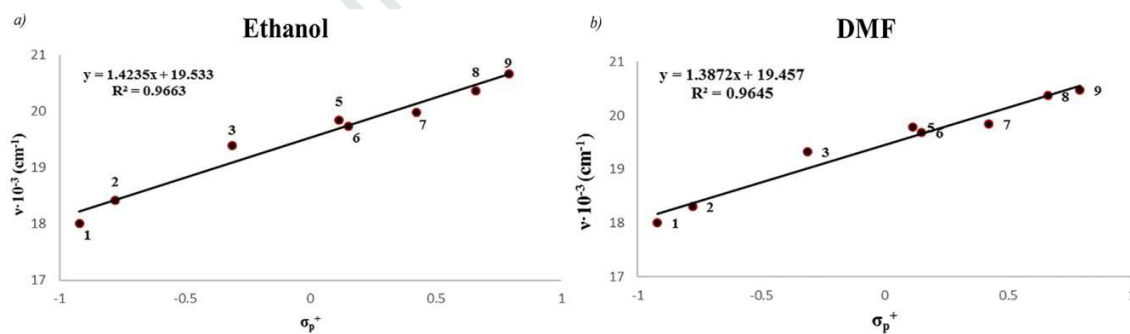 a)
Ethanol
y = 1.4235x + 19.533
R² = 0.9663
ν·10⁻³ (cm⁻¹)
21
20
19
18
17
-1 -0.5 0 0.5 1
1 2 3 5 6 7 8 9
σₚ⁺
b)
DMF
y = 1.3872x + 19.457
R² = 0.9645
ν·10⁻³ (cm⁻¹)
21
20
19
18
17
-1 -0.5 0 0.5 1
1 2 3 5 6 7 8 9
σₚ⁺